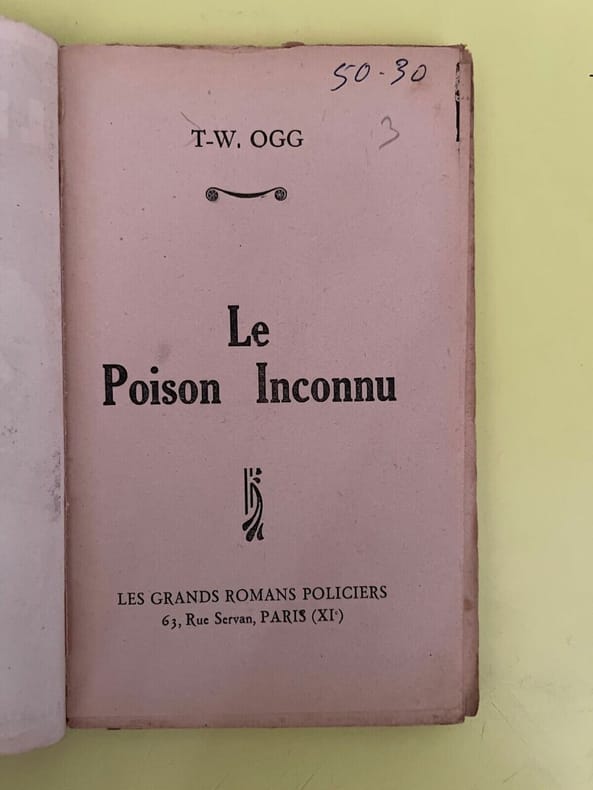 50-30
T-W. OGG
3
Le
Poison Inconnu
LES GRANDS ROMANS POLICIERS
63, Rue Servan, PARIS (XIe)